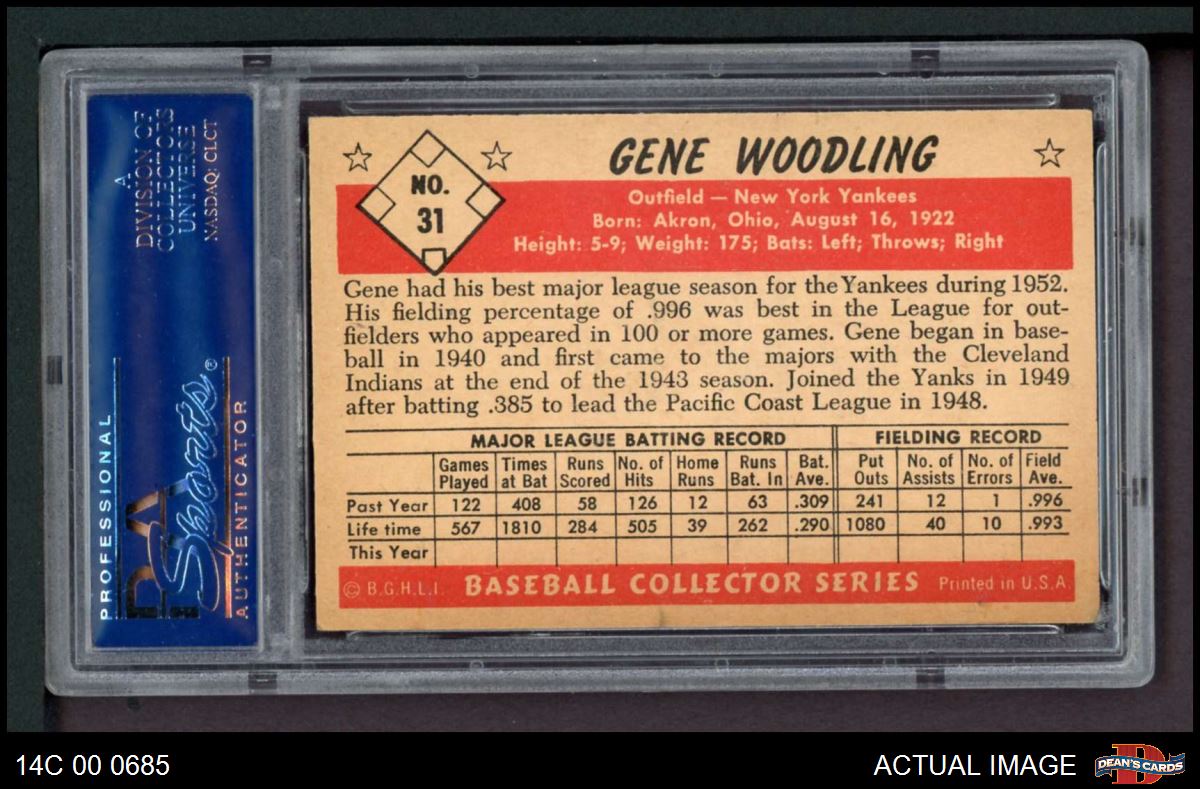 A
DIVISION OF
COLLECTORS
UNIVERSE
NASDAQ: CLCT
PROFESSIONAL
PSA
Sports®
AUTHENTICATOR
NO.
31
GENE WOODLING
Outfield — New York Yankees
Born: Akron, Ohio, August 16, 1922
Height: 5-9; Weight: 175; Bats: Left; Throws; Right
Gene had his best major league season for the Yankees during 1952.
His fielding percentage of .996 was best in the League for out-
fielders who appeared in 100 or more games. Gene began in base-
ball in 1940 and first came to the majors with the Cleveland
Indians at the end of the 1943 season. Joined the Yanks in 1949
after batting .385 to lead the Pacific Coast League in 1948.
MAJOR LEAGUE BATTING RECORD FIELDING RECORD
Games Times Runs No. of Home Runs Bat. Put No. of No. of Field
Played at Bat Scored Hits Runs Bat. In Ave. Outs Assists Errors Ave.
Past Year 122 408 58 126 12 63 .309 241 12 1 .996
Life time 567 1810 284 505 39 262 .290 1080 40 10 .993
This Year
© B.G.H.L.I. BASEBALL COLLECTOR SERIES Printed in U.S.A.
14C 00 0685
ACTUAL IMAGE
D
DEAN'S CARDS